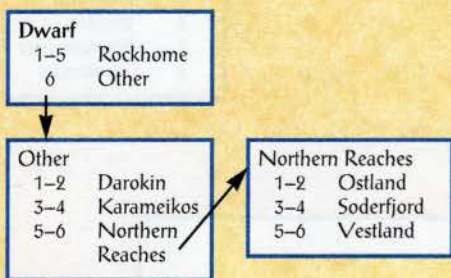 Dwarf
1–5 Rockhome
6 Other
Other
1–2 Darokin
3–4 Karameikos
5–6 Northern
Reaches
Northern Reaches
1–2 Ostland
3–4 Soderfjord
5–6 Vestland